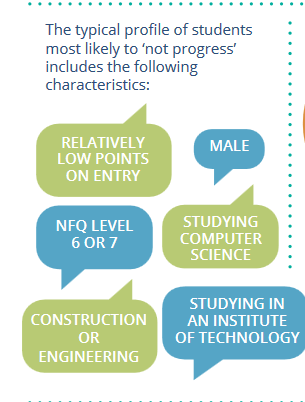 The typical profile of students
most likely to ‘not progress’
includes the following
characteristics:
RELATIVELY
LOW POINTS
ON ENTRY
MALE
NFQ LEVEL
6 OR 7
STUDYING
COMPUTER
SCIENCE
CONSTRUCTION
OR
ENGINEERING
STUDYING IN
AN INSTITUTE
OF TECHNOLOGY